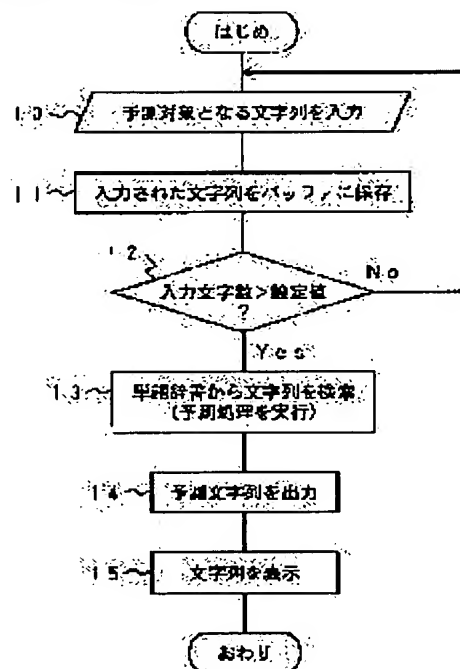 はじめ
10
予測対象となる文字列を入力
11
入力された文字列をバッファに保存
12
入力文字数>設定値
?
No
Yes
13
単語辞書から文字列を検索
(予測処理を実行)
14
予測文字列を出力
15
文字列を表示
おわり